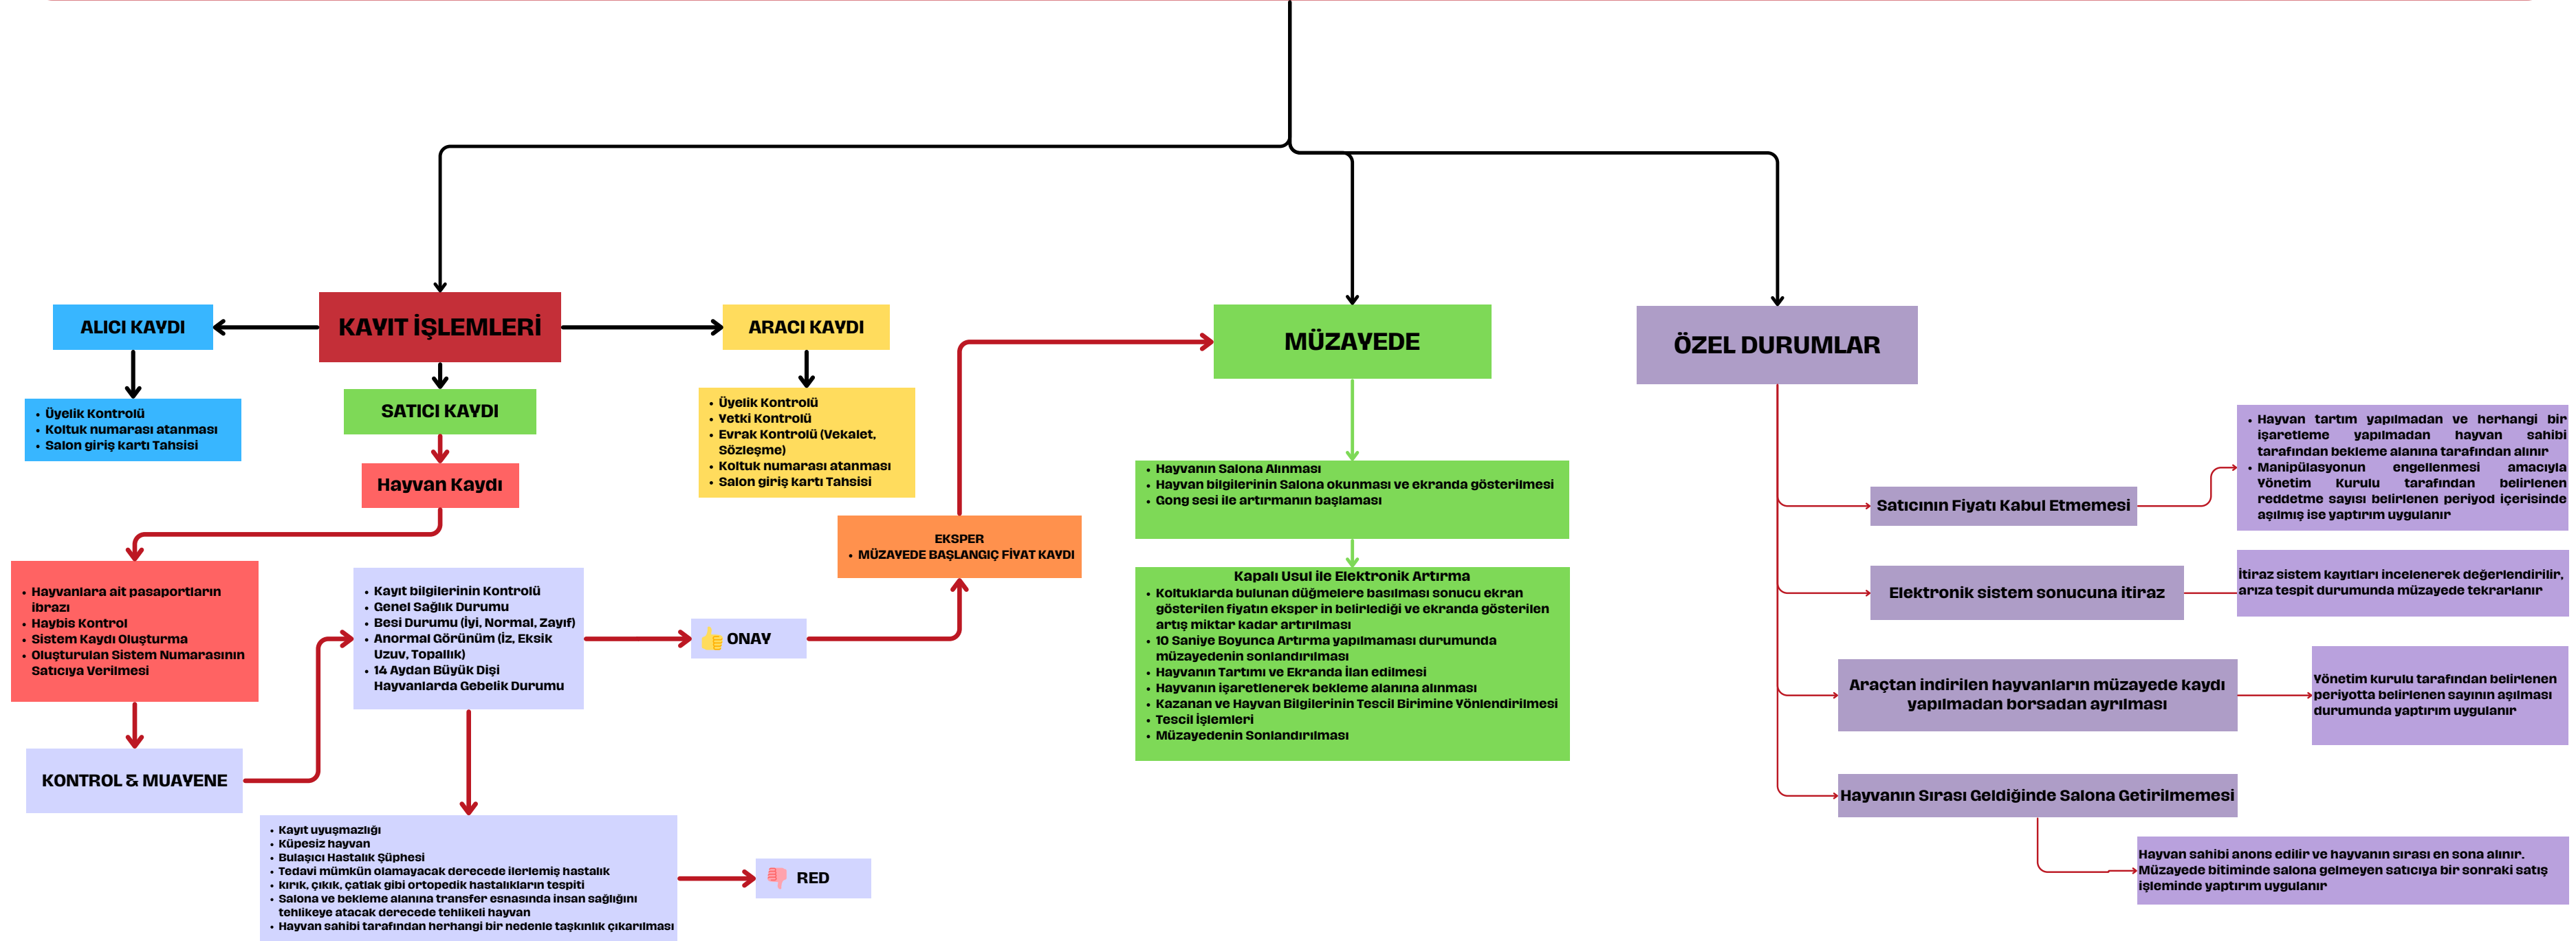 KAYIT İŞLEMLERİ
ALICI KAYDI
Üyelik Kontrolü
Koltuk numarası atanması
Salon giriş kartı Tahsisi
SATICI KAYDI
Hayvan Kaydı
Hayvanlara ait pasaportların
ibrazı
Haybis Kontrol
Sistem Kaydı Oluşturma
Oluşturulan Sistem Numarasının
Satıcıya Verilmesi
KONTROL & MUAYENE
Kayıt bilgilerinin Kontrolü
Genel Sağlık Durumu
Besi Durumu (İyi, Normal, Zayıf)
Anormal Görünüm (İz, Eksik
Uzuv, Topallık)
14 Aydan Büyük Dişi
Hayvanlarda Gebelik Durumu
👍 ONAY
Kayıt uyuşmazlığı
Küpesiz hayvan
Bulaşıcı Hastalık Şüphesi
Tedavi mümkün olamayacak derecede ilerlemiş hastalık
kırık, çıkık, çatlak gibi ortopedik hastalıkların tespiti
Salona ve bekleme alanına transfer esnasında insan sağlığını
tehlikeye atacak derecede tehlikeli hayvan
Hayvan sahibi tarafından herhangi bir nedenle taşkınlık çıkarılması
👎 RED
ARACI KAYDI
Üyelik Kontrolü
Yetki Kontrolü
Evrak Kontrolü (Vekalet,
Sözleşme)
Koltuk numarası atanması
Salon giriş kartı Tahsisi
EKSPER
MÜZAYEDE BAŞLANGIÇ FİYAT KAYDI
MÜZAYEDE
Hayvanın Salona Alınması
Hayvan bilgilerinin Salona okunması ve ekranda gösterilmesi
Gong sesi ile artırmanın başlaması
Kapalı Usul ile Elektronik Artırma
Koltuklarda bulunan düğmelere basılması sonucu ekran
gösterilen fiyatın eksper in belirlediği ve ekranda gösterilen
artış miktar kadar artırılması
10 Saniye Boyunca Artırma yapılmaması durumunda
müzayedenin sonlandırılması
Hayvanın Tartımı ve Ekranda İlan edilmesi
Hayvanın işaretlenerek bekleme alanına alınması
Kazanan ve Hayvan Bilgilerinin Tescil Birimine Yönlendirilmesi
Tescil İşlemleri
Müzayedenin Sonlandırılması
ÖZEL DURUMLAR
Satıcının Fiyatı Kabul Etmemesi
Hayvan tartım yapılmadan ve herhangi bir
işaretleme yapılmadan hayvan sahibi
tarafından bekleme alanına tarafından alınır
Manipülasyonun engellenmesi amacıyla
Yönetim Kurulu tarafından belirlenen
reddetme sayısı belirlenen periyod içerisinde
aşılmış ise yaptırım uygulanır
Elektronik sistem sonucuna itiraz
İtiraz sistem kayıtları incelenerek değerlendirilir,
arıza tespit durumunda müzayede tekrarlanır
Araçtan indirilen hayvanların müzayede kaydı
yapılmadan borsadan ayrılması
Yönetim kurulu tarafından belirlenen
periyotta belirlenen sayının aşılması
durumunda yaptırım uygulanır
Hayvanın Sırası Geldiğinde Salona Getirilmemesi
Hayvan sahibi anons edilir ve hayvanın sırası en sona alınır.
Müzayede bitiminde salona gelmeyen satıcıya bir sonraki satış
işleminde yaptırım uygulanır